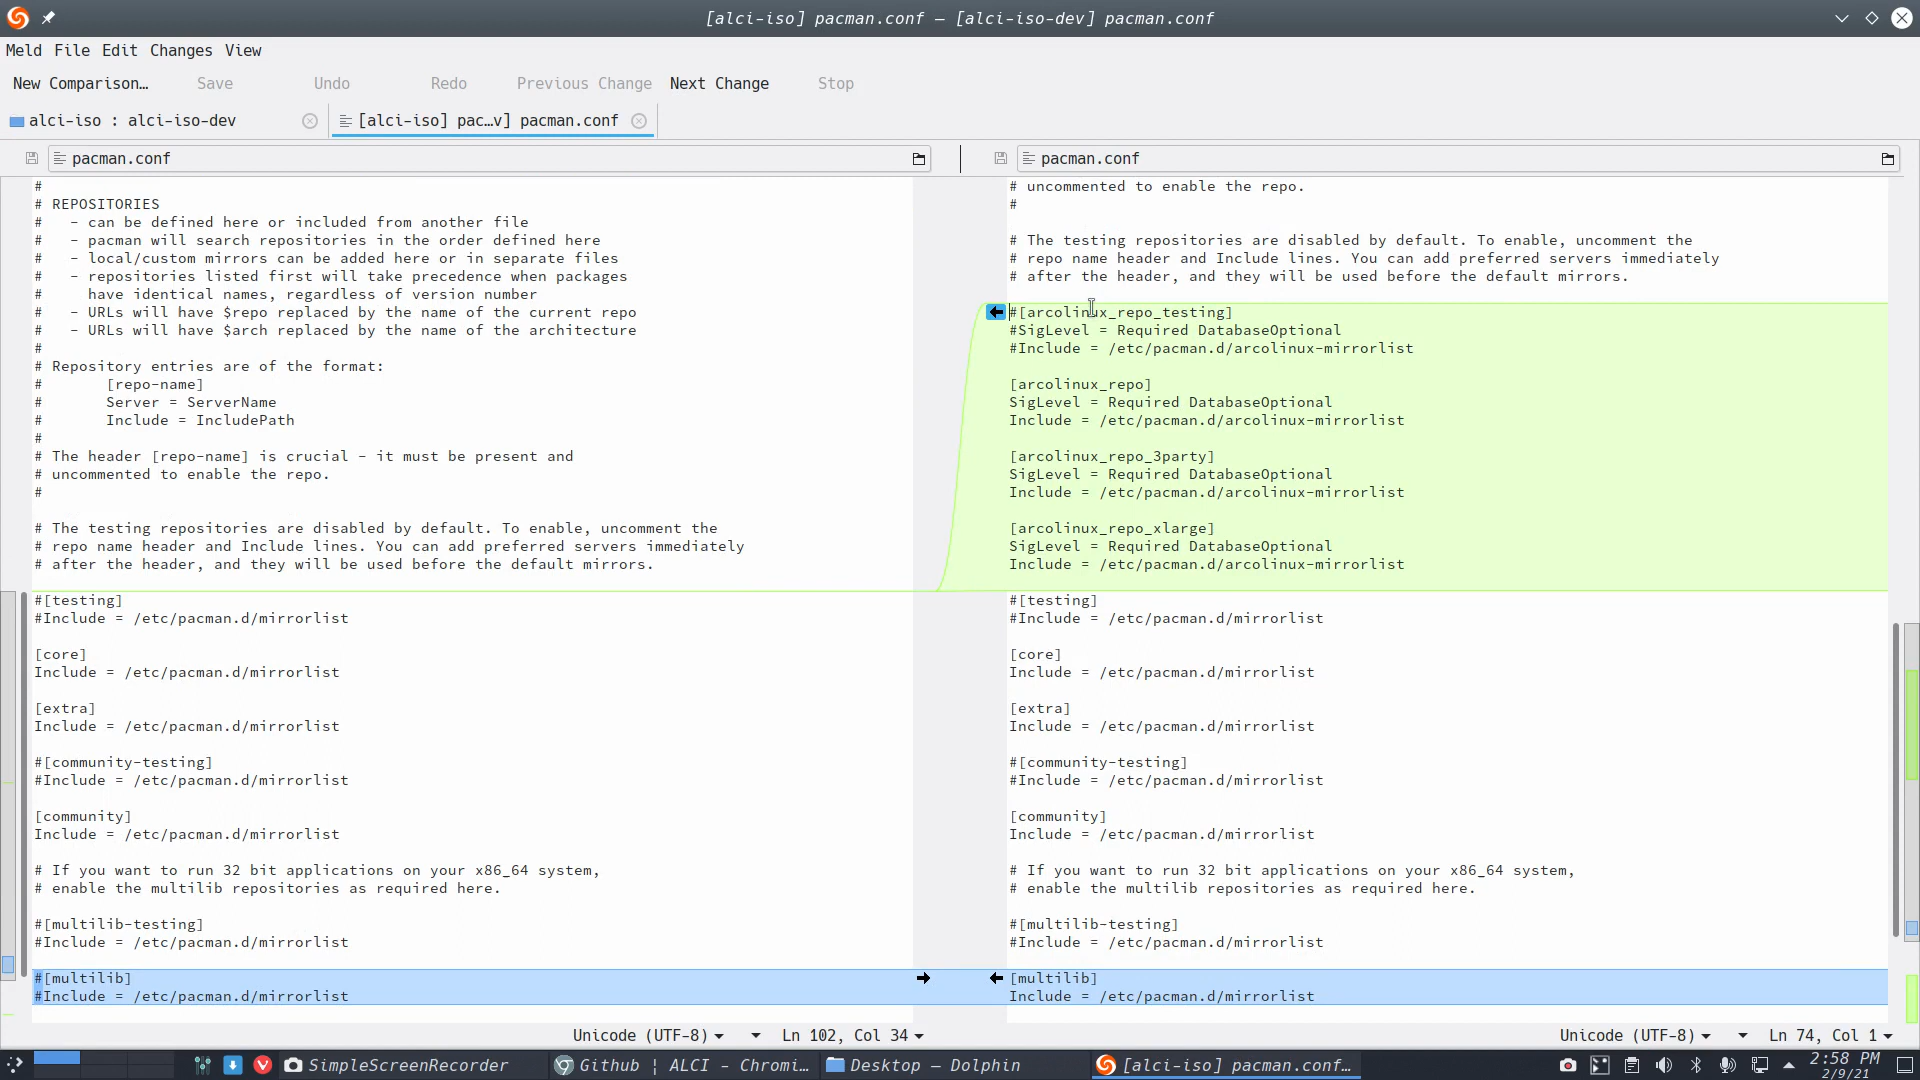 [alci-iso] pacman.conf — [alci-iso-dev] pacman.conf
Meld File Edit Changes View
New Comparison… Save Undo Redo Previous Change Next Change Stop
alci-iso : alci-iso-dev
[alci-iso] pac…v] pacman.conf
pacman.conf
#
# REPOSITORIES
#   - can be defined here or included from another file
#   - pacman will search repositories in the order defined here
#   - local/custom mirrors can be added here or in separate files
#   - repositories listed first will take precedence when packages
#     have identical names, regardless of version number
#   - URLs will have $repo replaced by the name of the current repo
#   - URLs will have $arch replaced by the name of the architecture
#
# Repository entries are of the format:
#       [repo-name]
#       Server = ServerName
#       Include = IncludePath
#
# The header [repo-name] is crucial - it must be present and
# uncommented to enable the repo.
#
# The testing repositories are disabled by default. To enable, uncomment the
# repo name header and Include lines. You can add preferred servers immediately
# after the header, and they will be used before the default mirrors.
#[testing]
#Include = /etc/pacman.d/mirrorlist
[core]
Include = /etc/pacman.d/mirrorlist
[extra]
Include = /etc/pacman.d/mirrorlist
#[community-testing]
#Include = /etc/pacman.d/mirrorlist
[community]
Include = /etc/pacman.d/mirrorlist
# If you want to run 32 bit applications on your x86_64 system,
# enable the multilib repositories as required here.
#[multilib-testing]
#Include = /etc/pacman.d/mirrorlist
#[multilib]
#Include = /etc/pacman.d/mirrorlist
Unicode (UTF-8) Ln 102, Col 34
pacman.conf
# uncommented to enable the repo.
#
# The testing repositories are disabled by default. To enable, uncomment the
# repo name header and Include lines. You can add preferred servers immediately
# after the header, and they will be used before the default mirrors.
#[arcolinux_repo_testing]
#SigLevel = Required DatabaseOptional
#Include = /etc/pacman.d/arcolinux-mirrorlist
[arcolinux_repo]
SigLevel = Required DatabaseOptional
Include = /etc/pacman.d/arcolinux-mirrorlist
[arcolinux_repo_3party]
SigLevel = Required DatabaseOptional
Include = /etc/pacman.d/arcolinux-mirrorlist
[arcolinux_repo_xlarge]
SigLevel = Required DatabaseOptional
Include = /etc/pacman.d/arcolinux-mirrorlist
#[testing]
#Include = /etc/pacman.d/mirrorlist
[core]
Include = /etc/pacman.d/mirrorlist
[extra]
Include = /etc/pacman.d/mirrorlist
#[community-testing]
#Include = /etc/pacman.d/mirrorlist
[community]
Include = /etc/pacman.d/mirrorlist
# If you want to run 32 bit applications on your x86_64 system,
# enable the multilib repositories as required here.
#[multilib-testing]
#Include = /etc/pacman.d/mirrorlist
[multilib]
Include = /etc/pacman.d/mirrorlist
Unicode (UTF-8) Ln 74, Col 1
SimpleScreenRecorder
Github | ALCI - Chromi…
Desktop — Dolphin
[alci-iso] pacman.conf…
2:58 PM
2/9/21